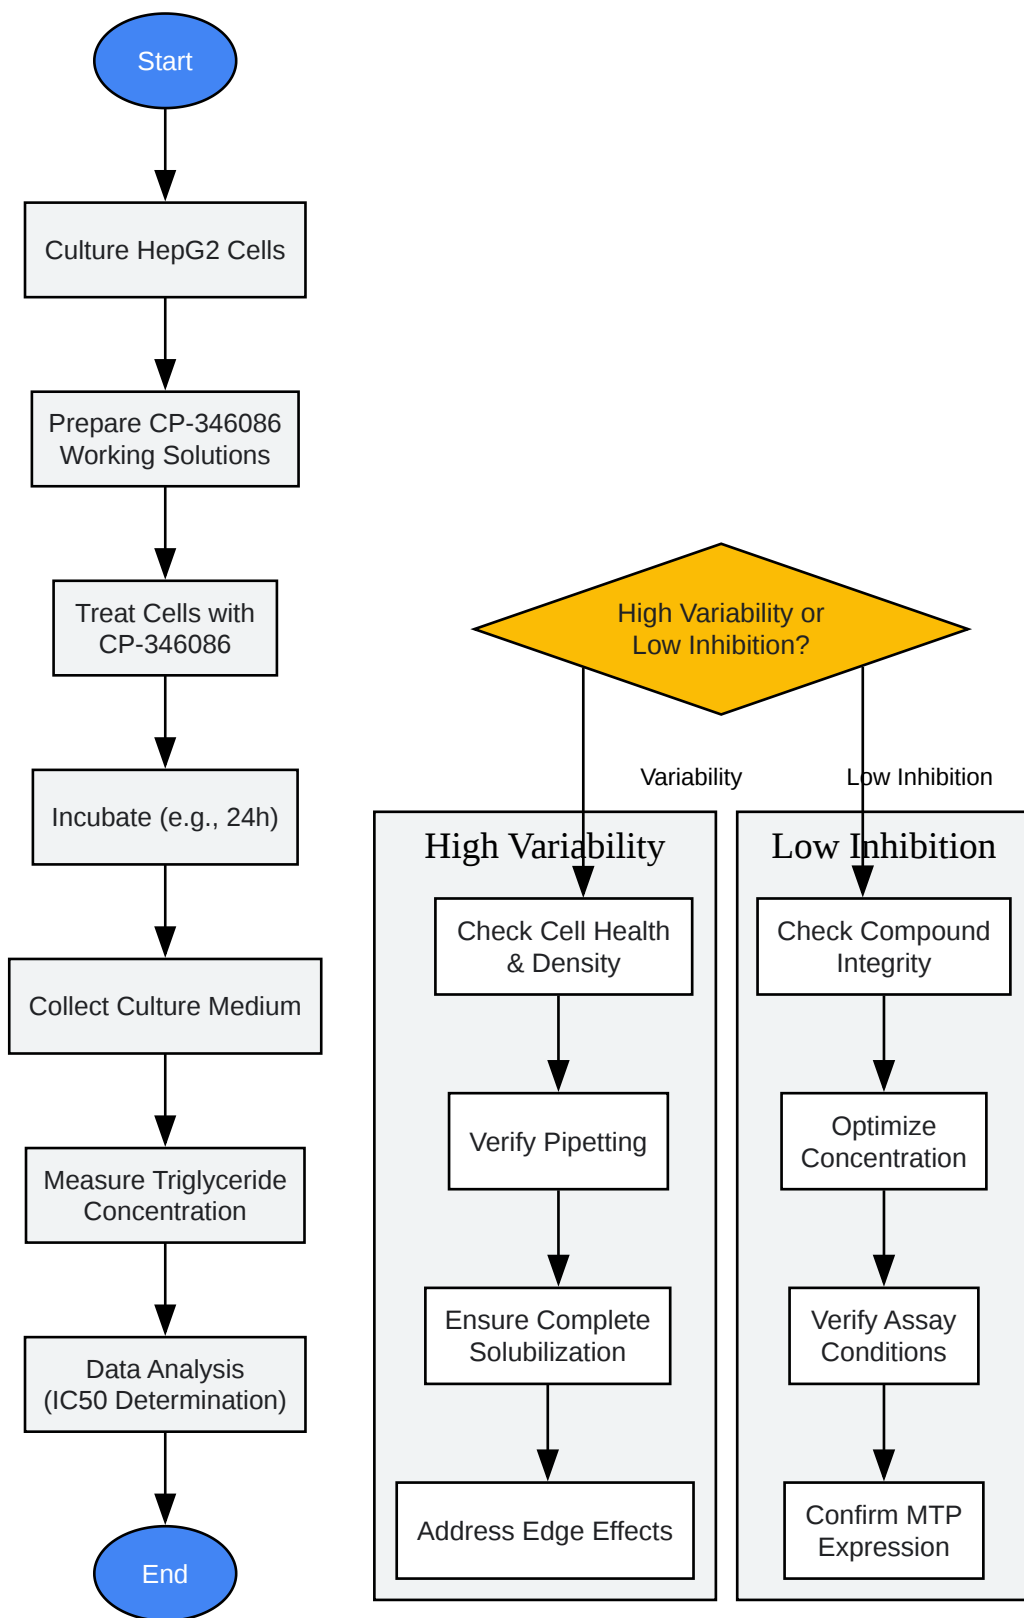 Start
Culture HepG2 Cells
Prepare CP-346086
Working Solutions
Treat Cells with
CP-346086
Incubate (e.g., 24h)
Collect Culture Medium
Measure Triglyceride
Concentration
Data Analysis
(IC50 Determination)
End
High Variability or
Low Inhibition?
Variability
Low Inhibition
High Variability
Check Cell Health
& Density
Verify Pipetting
Ensure Complete
Solubilization
Address Edge Effects
Low Inhibition
Check Compound
Integrity
Optimize
Concentration
Verify Assay
Conditions
Confirm MTP
Expression